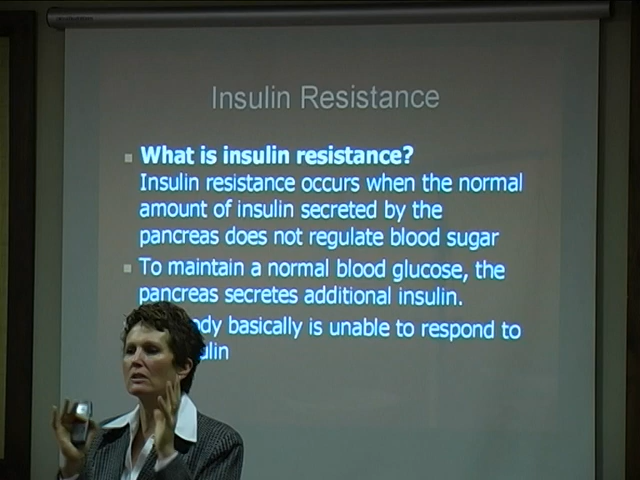 Insulin Resistance
What is insulin resistance?
Insulin resistance occurs when the normal
amount of insulin secreted by the
pancreas does not regulate blood sugar
To maintain a normal blood glucose, the
pancreas secretes additional insulin.
basically is unable to respond to